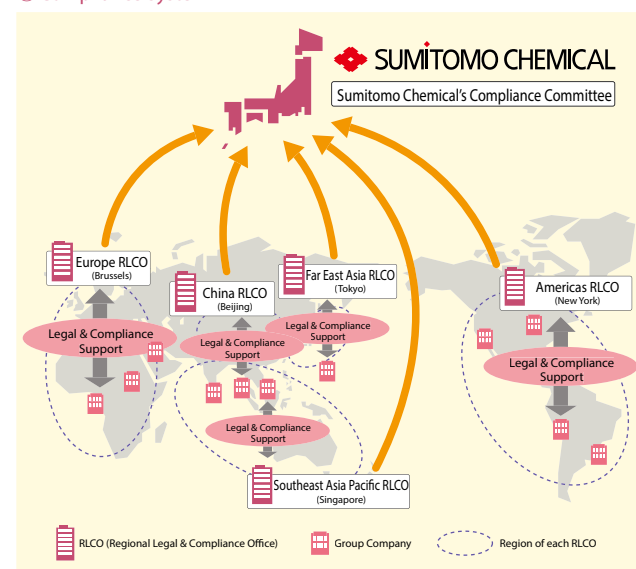 SUMITOMO CHEMICAL
Sumitomo Chemical's Compliance Committee
Europe RLCO
(Brussels)
China RLCO
(Beijing)
Far East Asia RLCO
(Tokyo)
Americas RLCO
(New York)
Legal & Compliance
Support
Legal & Compliance
Support
Legal & Compliance
Support
Legal & Compliance
Support
Legal & Compliance
Support
Southeast Asia Pacific RLCO
(Singapore)
RLCO (Regional Legal & Compliance Office)
Group Company
Region of each RLCO